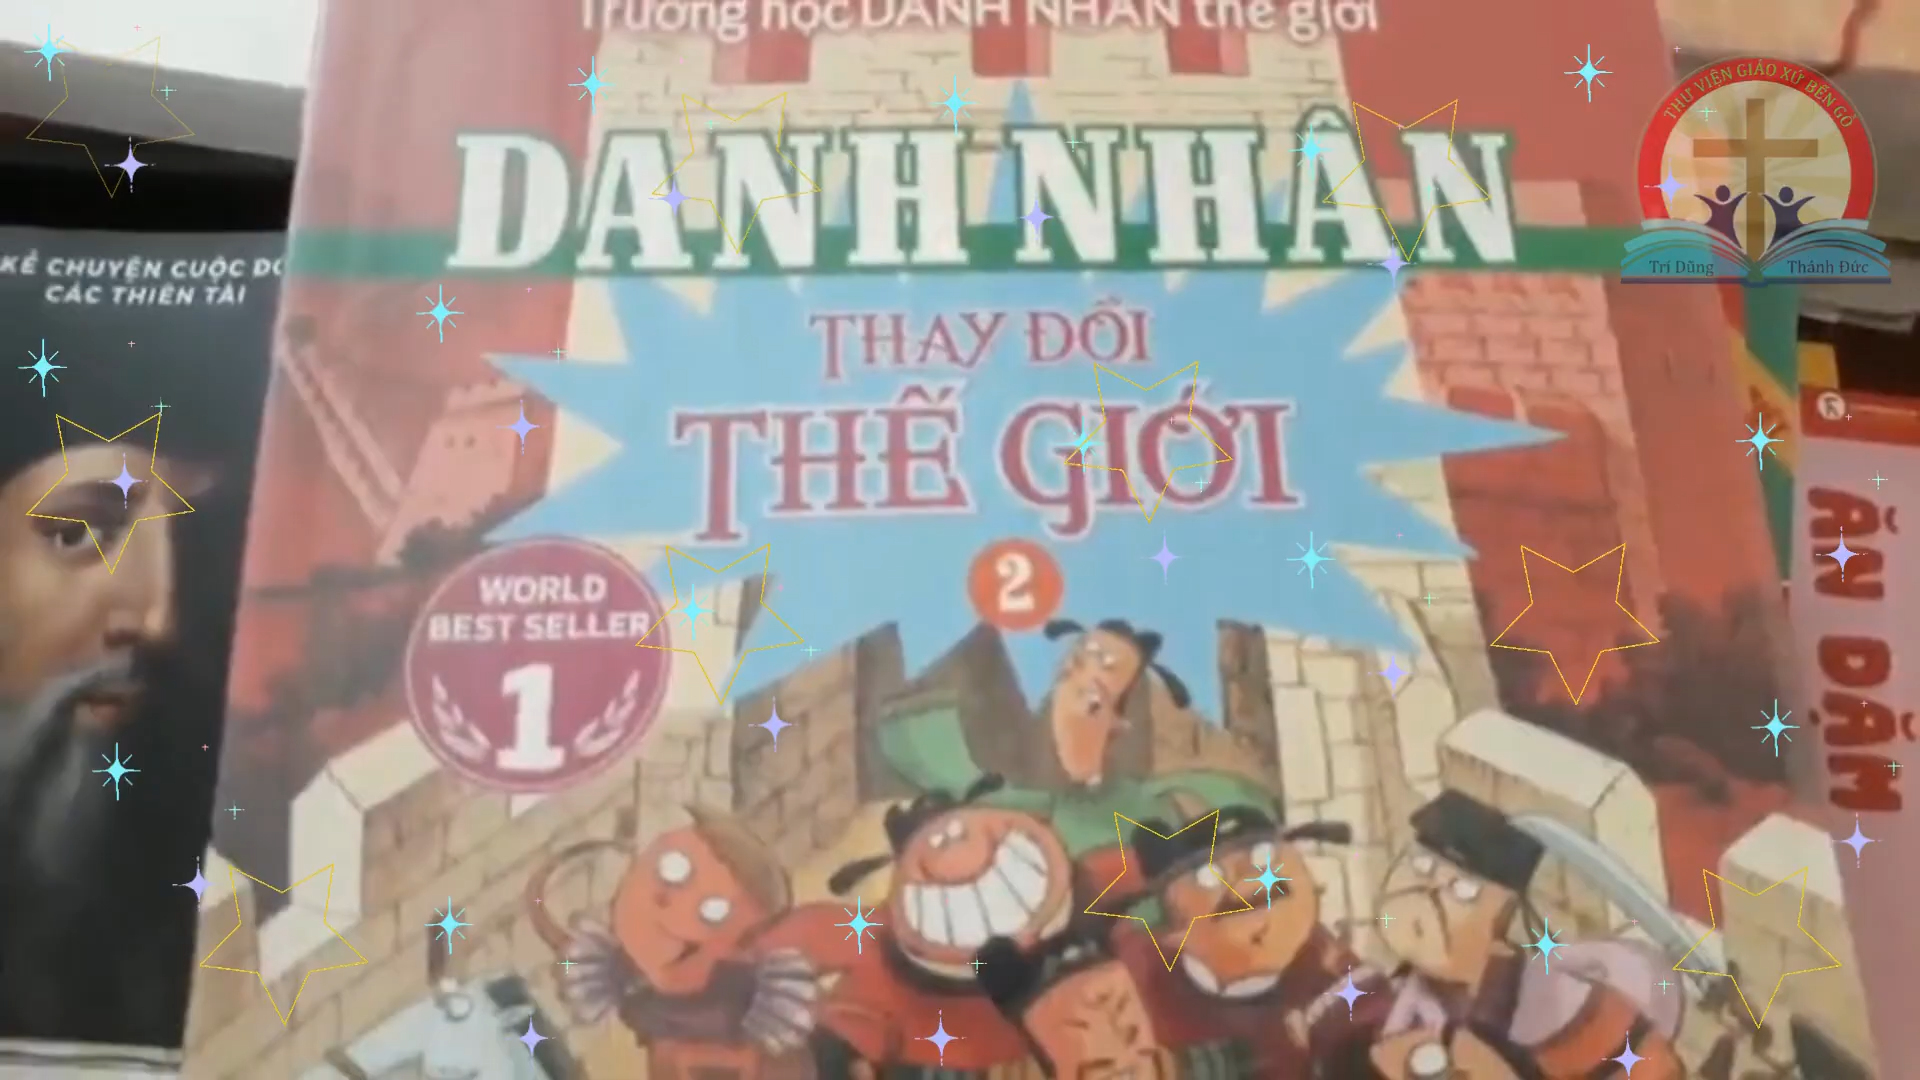 Trường học DANH NHÂN thế giới
DANH NHÂN
THAY ĐỔI
THẾ GIỚI
2
WORLD
BEST SELLER
1
KỂ CHUYỆN CUỘC
CÁC THIÊN TÀI
ĂN DẶM
THƯ VIỆN GIÁO XỨ BẾN GỖ
Trí Dũng
Thánh Đức